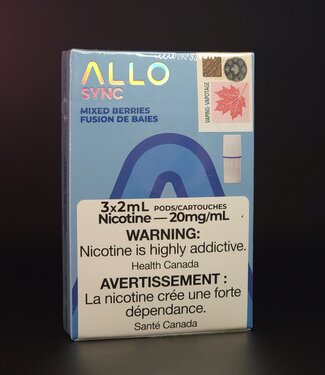 ALLO
SYNC
MIXED BERRIES
FUSION DE BAIES
VAPING·VAPOTAGE
3x2mL PODS/CARTOUCHES
Nicotine — 20mg/mL
WARNING:
Nicotine is highly addictive.
Health Canada
AVERTISSEMENT :
La nicotine crée une forte
dépendance.
Santé Canada